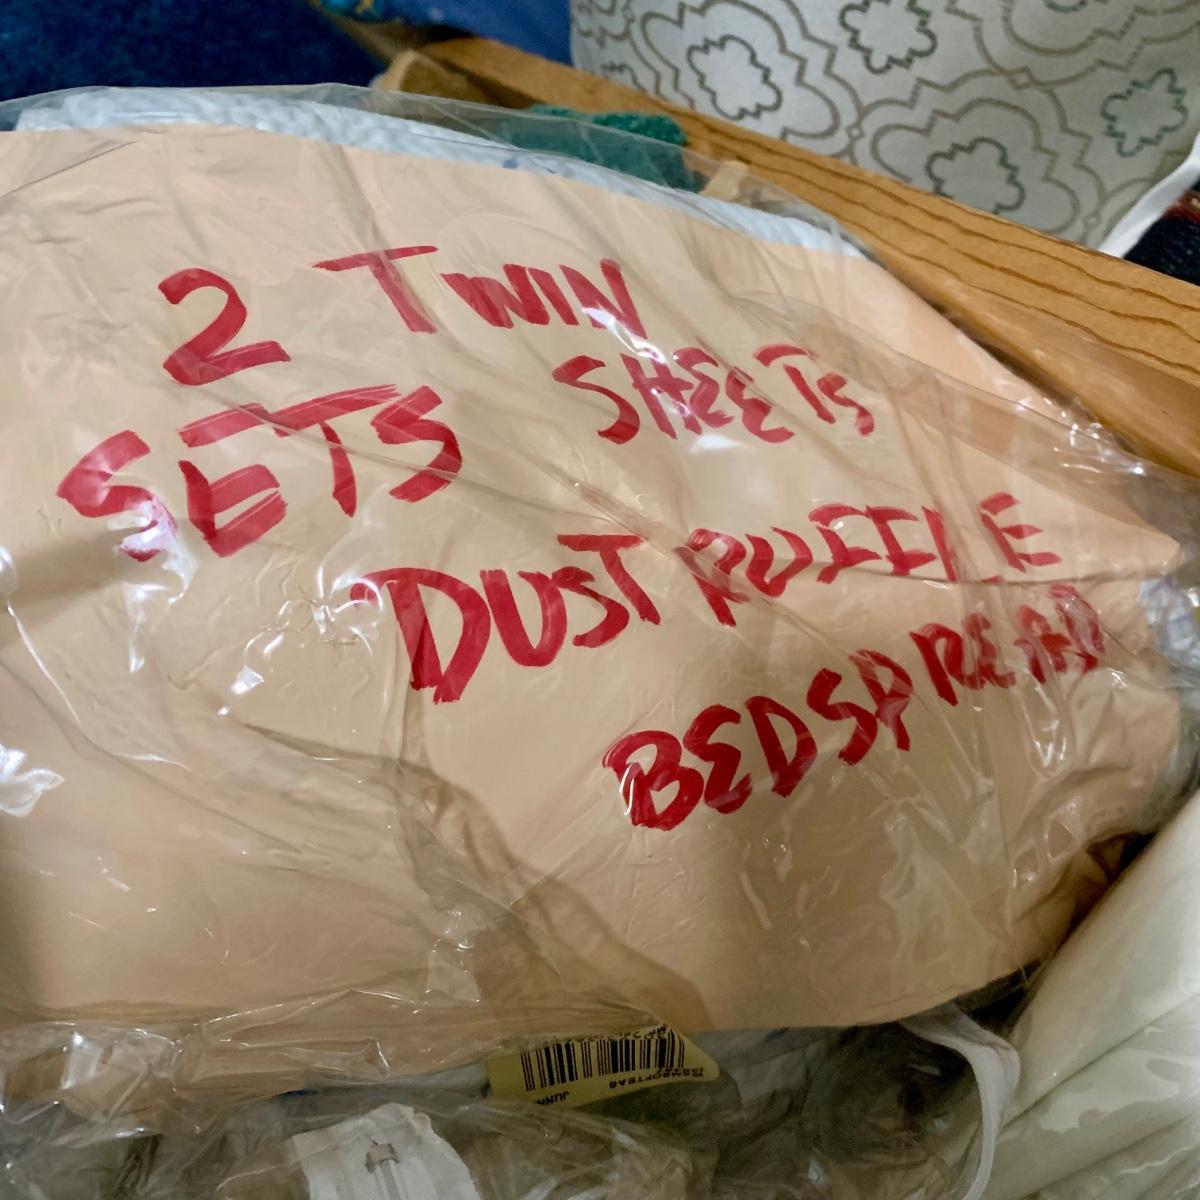 2 TWIN
SETS SHEETS
DUST RUFFLE
BEDSPREAD